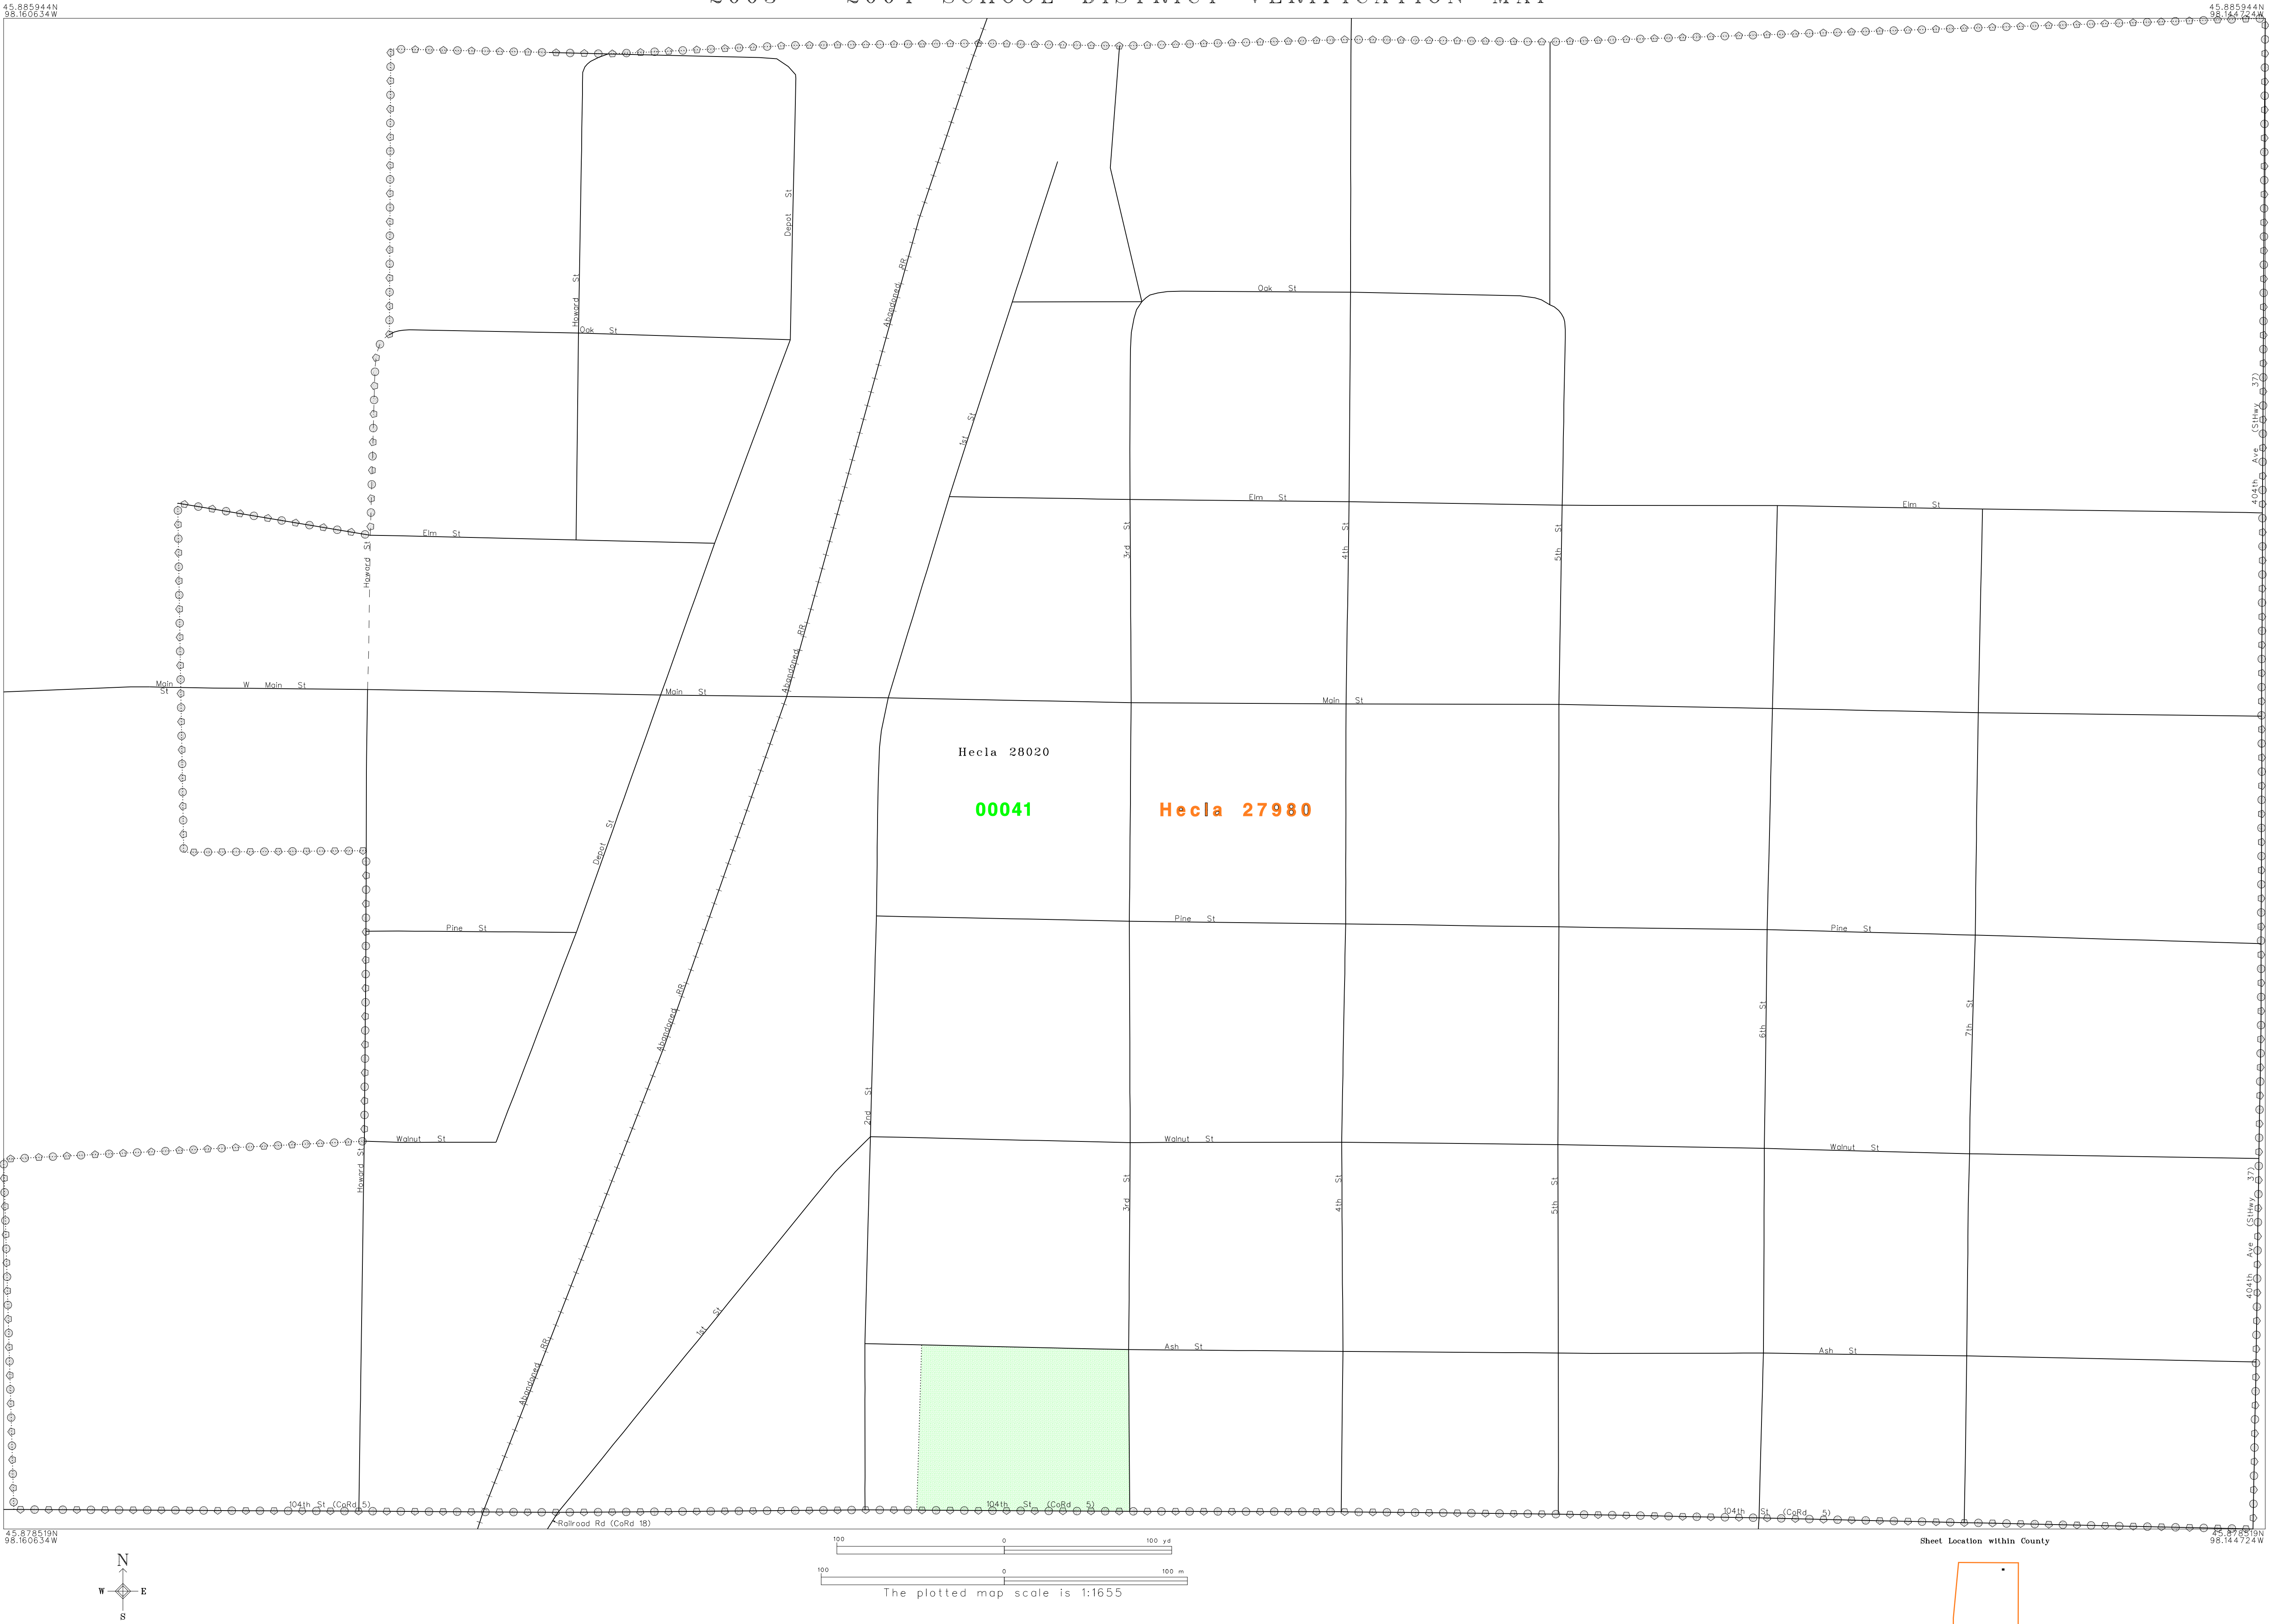 2003 - 2004 SCHOOL DISTRICT VERIFICATION MAP
45.885944N
98.160634W
45.885944N
98.144724W
Depot St
Howard St
Abandoned RR
Oak St
Oak St
1st St
404th Ave (StHwy 37)
Elm St
Elm St
Elm St
Howard St
3rd St
4th St
5th St
Abandoned RR
Main
St
W Main St
Main St
Main St
Hecla 28020
00041
Hecla 27980
Depot St
Pine St
Pine St
Pine St
Abandoned RR
6th St
7th St
2nd St
Walnut St
Walnut St
Walnut St
Howard St
3rd St
4th St
5th St
404th Ave (StHwy 37)
1st St
Abandoned RR
Ash St
Ash St
104th St (CoRd 5)
104th St (CoRd 5)
104th St (CoRd 5)
Railroad Rd (CoRd 18)
45.878519N
98.160634W
45.878519N
98.144724W
100 0 100 yd
100 0 100 m
The plotted map scale is 1:1655
Sheet Location within County
N
W E
S